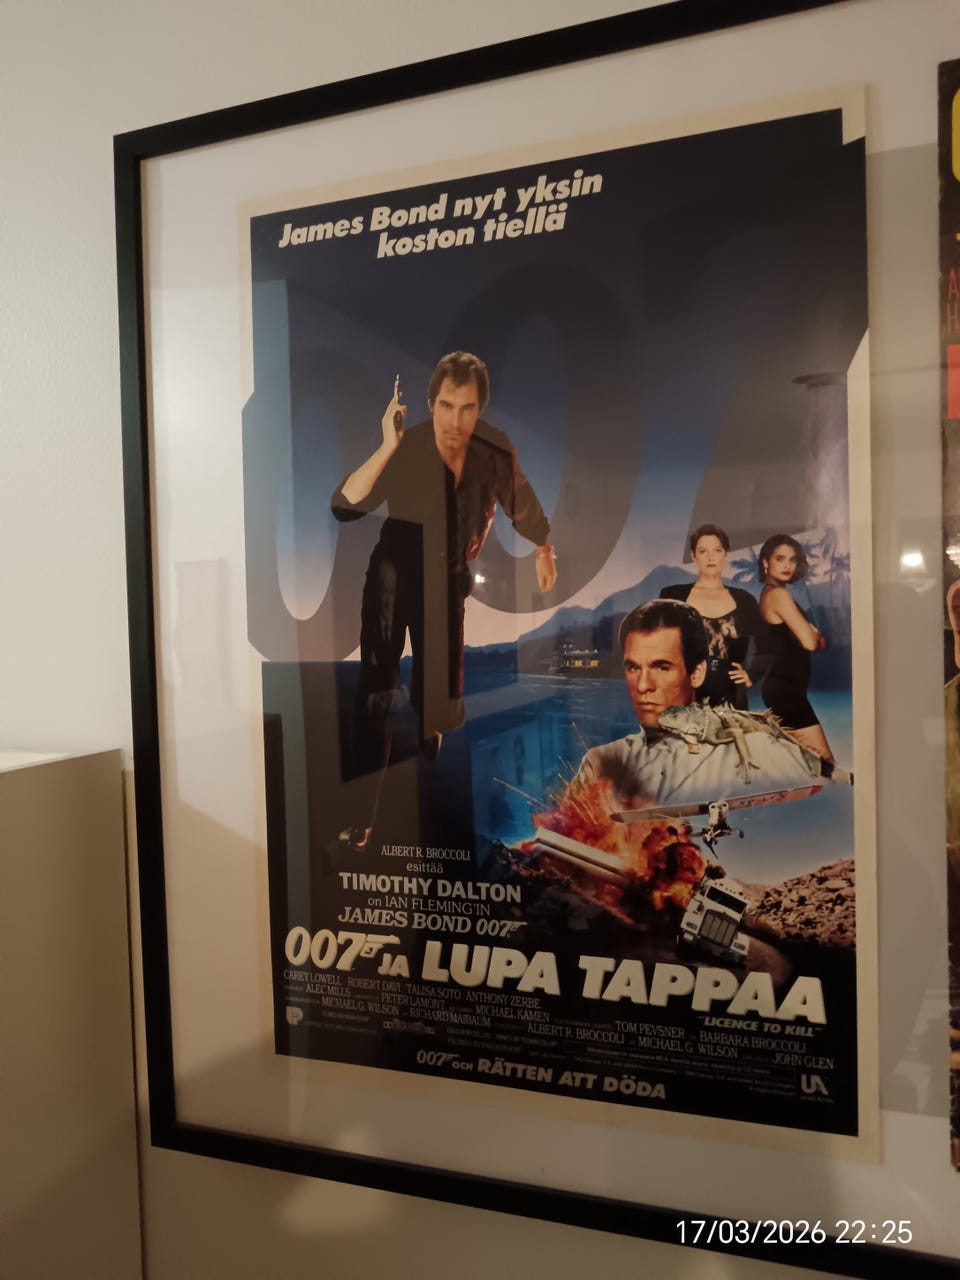 James Bond nyt yksin
koston tiellä
ALBERT R. BROCCOLI
esittää
TIMOTHY DALTON
on IAN FLEMING'IN
JAMES BOND 007
007 JA LUPA TAPPAA
"LICENCE TO KILL"
CAREY LOWELL ROBERT DAVI TALISA SOTO ANTHONY ZERBE
ALEC MILLS PETER LAMONT MICHAEL KAMEN TOM PEVSNER BARBARA BROCCOLI
MICHAEL G. WILSON RICHARD MAIBAUM ALBERT R. BROCCOLI MICHAEL G. WILSON JOHN GLEN
007 OCH RÄTTEN ATT DÖDA
UA
17/03/2026 22:25